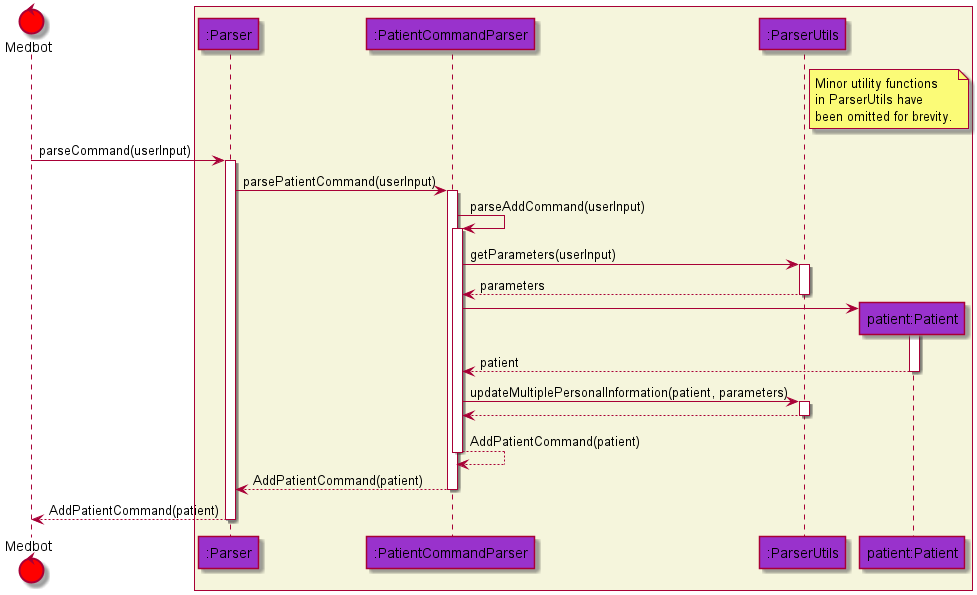 Medbot
:Parser
:PatientCommandParser
:ParserUtils
Minor utility functions
in ParserUtils have
been omitted for brevity.
parseCommand(userInput)
parsePatientCommand(userInput)
parseAddCommand(userInput)
getParameters(userInput)
parameters
patient:Patient
patient
updateMultiplePersonalInformation(patient, parameters)
AddPatientCommand(patient)
AddPatientCommand(patient)
AddPatientCommand(patient)
Medbot
:Parser
:PatientCommandParser
:ParserUtils
patient:Patient